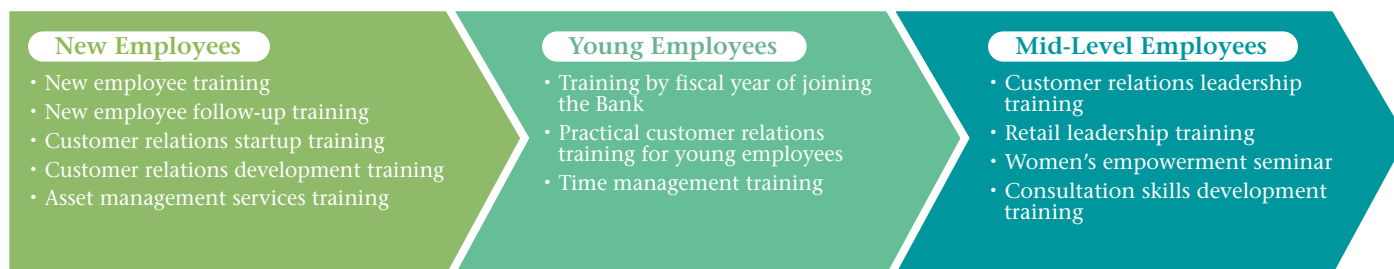 New Employees
・New employee training
・New employee follow-up training
・Customer relations startup training
・Customer relations development training
・Asset management services training
Young Employees
・Training by fiscal year of joining
the Bank
・Practical customer relations
training for young employees
・Time management training
Mid-Level Employees
・Customer relations leadership
training
・Retail leadership training
・Women’s empowerment seminar
・Consultation skills development
training